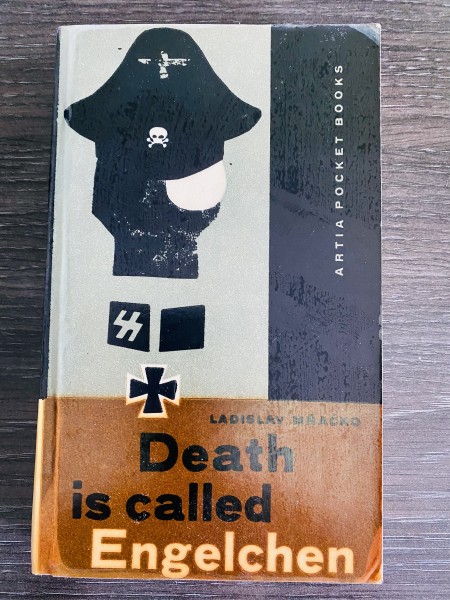 ARTIA POCKET BOOKS
LADISLAV MŇAČKO
Death
is called
Engelchen